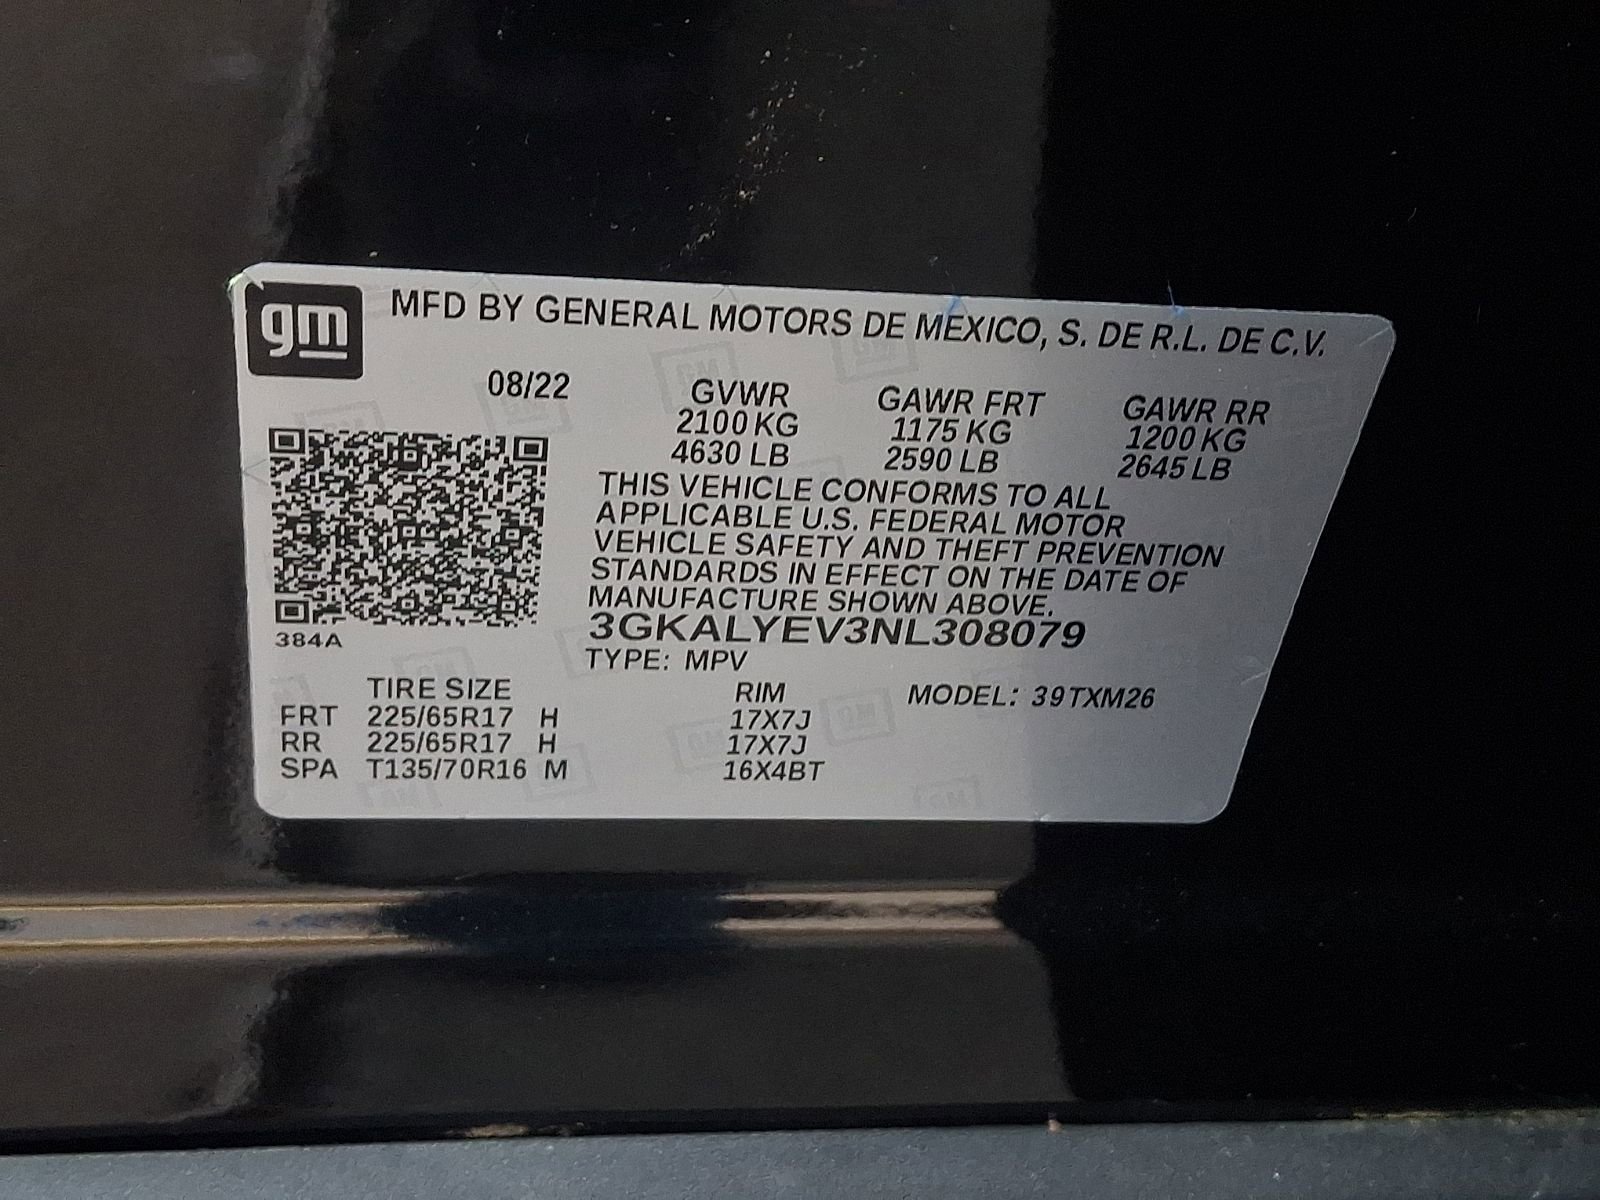 gm MFD BY GENERAL MOTORS DE MEXICO, S. DE R.L. DE C.V.
08/22
GVWR GAWR FRT GAWR RR
2100 KG 1175 KG 1200 KG
4630 LB 2590 LB 2645 LB
THIS VEHICLE CONFORMS TO ALL
APPLICABLE U.S. FEDERAL MOTOR
VEHICLE SAFETY AND THEFT PREVENTION
STANDARDS IN EFFECT ON THE DATE OF
MANUFACTURE SHOWN ABOVE.
3GKALYEV3NL308079
384A
TYPE: MPV
TIRE SIZE RIM MODEL: 39TXM26
FRT 225/65R17 H 17X7J
RR 225/65R17 H 17X7J
SPA T135/70R16 M 16X4BT